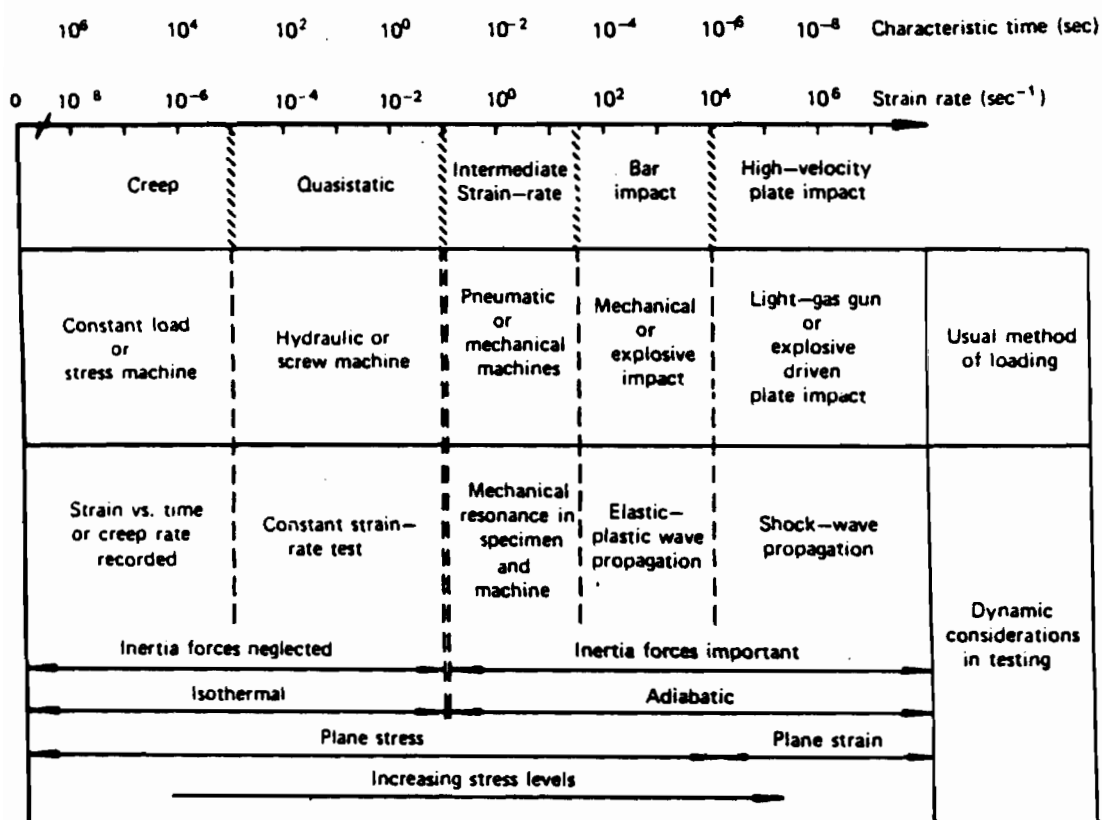 10⁶ 10⁴ 10² 10⁰ 10⁻² 10⁻⁴ 10⁻⁶ 10⁻⁸ Characteristic time (sec)
0 10⁻⁸ 10⁻⁶ 10⁻⁴ 10⁻² 10⁰ 10² 10⁴ 10⁶ Strain rate (sec⁻¹)
Creep
Quasistatic
Intermediate
Strain–rate
Bar
impact
High–velocity
plate impact
Constant load
or
stress machine
Hydraulic or
screw machine
Pneumatic
or
mechanical
machines
Mechanical
or
explosive
impact
Light–gas gun
or
explosive
driven
plate impact
Usual method
of loading
Strain vs. time
or creep rate
recorded
Constant strain–
rate test
Mechanical
resonance in
specimen
and
machine
Elastic–
plastic wave
propagation
Shock–wave
propagation
Dynamic
considerations
in testing
Inertia forces neglected
Inertia forces important
Isothermal
Adiabatic
Plane stress
Plane strain
Increasing stress levels